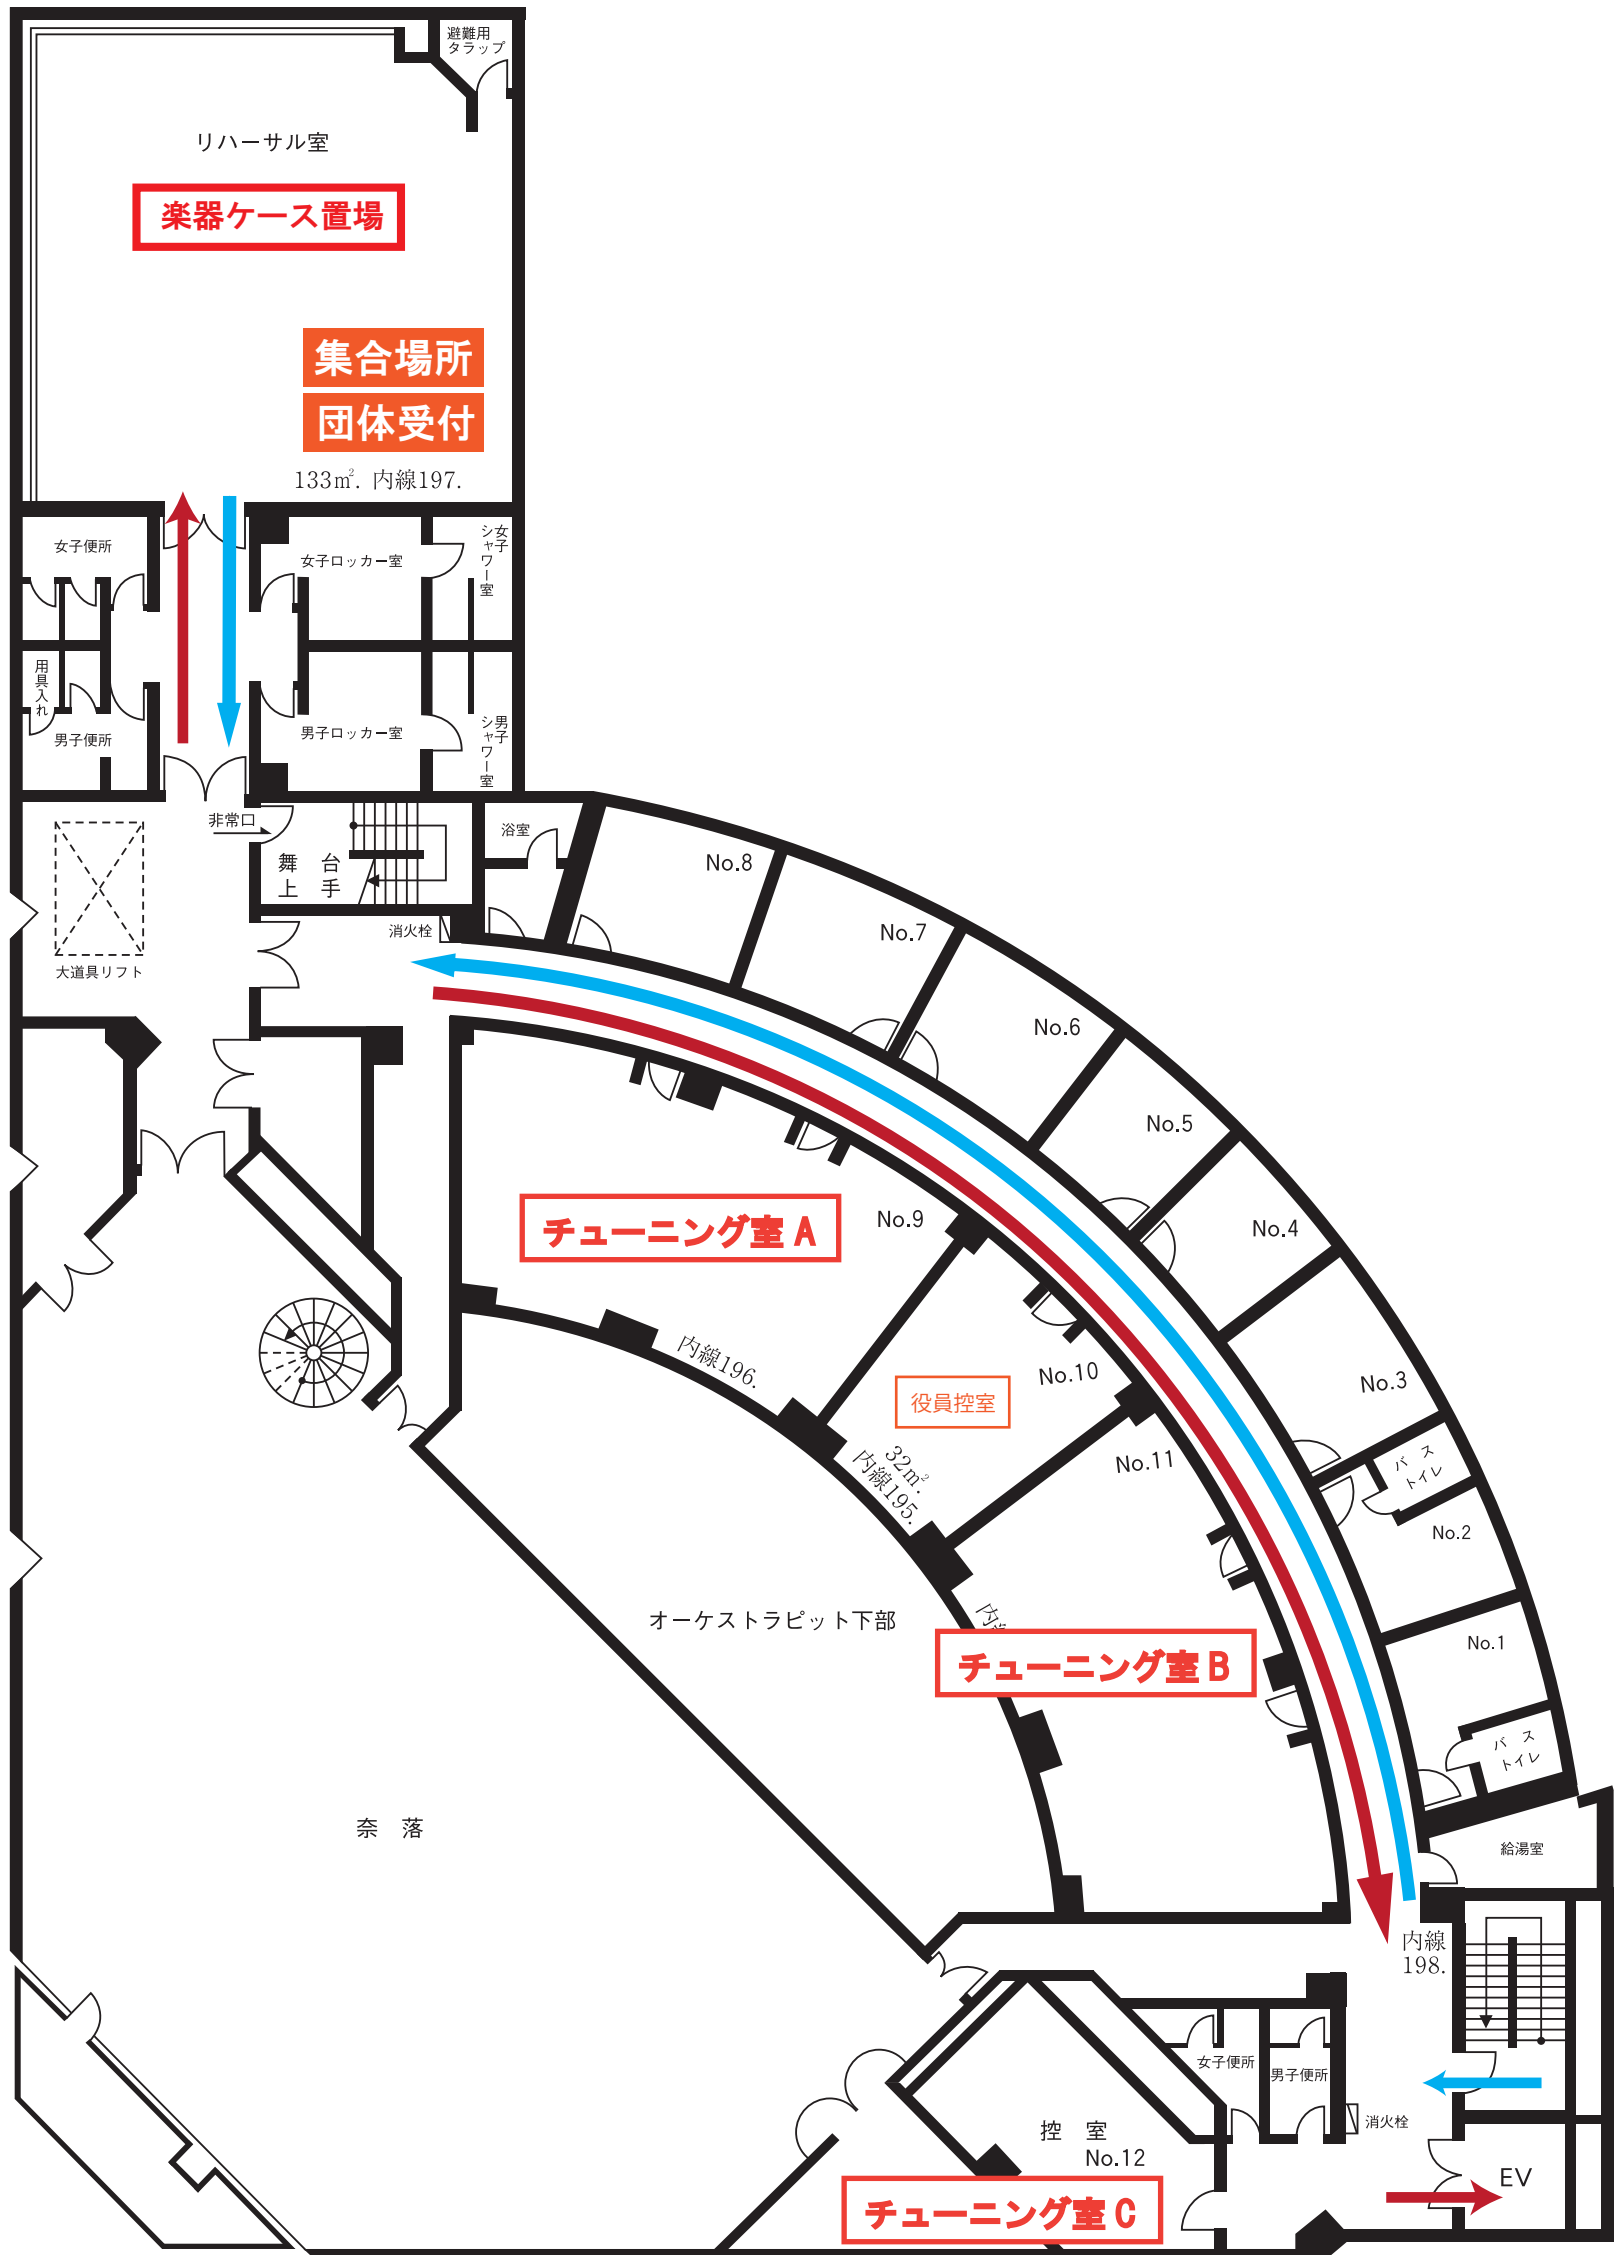 避難用
タラップ
リハーサル室
楽器ケース置場
集合場所
団体受付
133㎡. 内線197.
女子便所
女子ロッカー室
女子
シャワー室
用具入れ
男子便所
男子ロッカー室
男子
シャワー室
非常口
舞台
上手
浴室
No.8
消火栓
No.7
大道具リフト
No.6
No.5
チューニング室 A
No.9
No.4
内線196.
No.10
No.3
役員控室
32㎡.
内線195.
No.11
バス
トイレ
No.2
オーケストラピット下部
内線
チューニング室 B
No.1
バス
トイレ
奈落
給湯室
内線
198.
女子便所
男子便所
消火栓
控室
No.12
EV
チューニング室 C